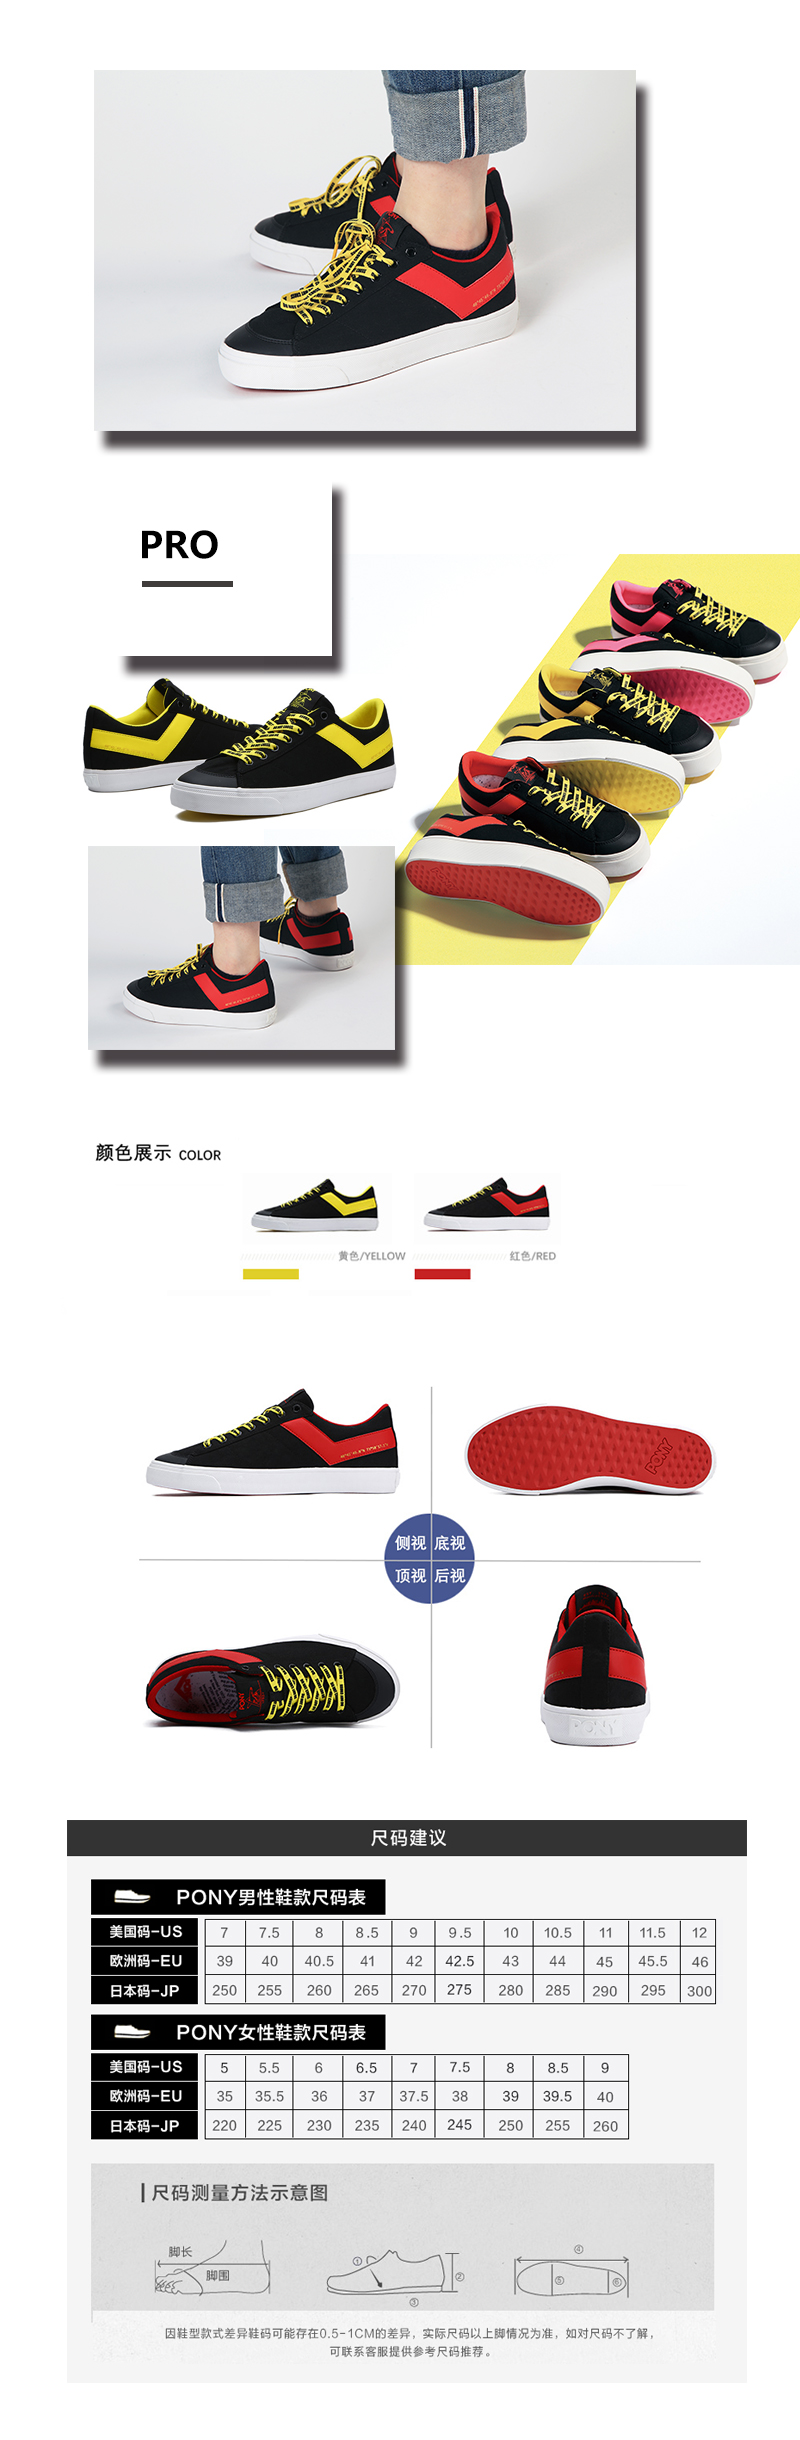 PRO
颜色展示 COLOR
黄色/YELLOW 红色/RED
PONY
侧视 底视
顶视 后视
PONY
PONY
尺码建议
PONY男性鞋款尺码表
美国码-US 7 7.5 8 8.5 9 9.5 10 10.5 11 11.5 12
欧洲码-EU 39 40 40.5 41 42 42.5 43 44 45 45.5 46
日本码-JP 250 255 260 265 270 275 280 285 290 295 300
PONY女性鞋款尺码表
美国码-US 5 5.5 6 6.5 7 7.5 8 8.5 9
欧洲码-EU 35 35.5 36 37 37.5 38 39 39.5 40
日本码-JP 220 225 230 235 240 245 250 255 260
尺码测量方法示意图
脚长
脚围
① ② ③ ④ ⑤ ⑥
因鞋型款式差异鞋码可能存在0.5-1CM的差异，实际尺码以上脚情况为准，如对尺码不了解，
可联系客服提供参考尺码推荐。